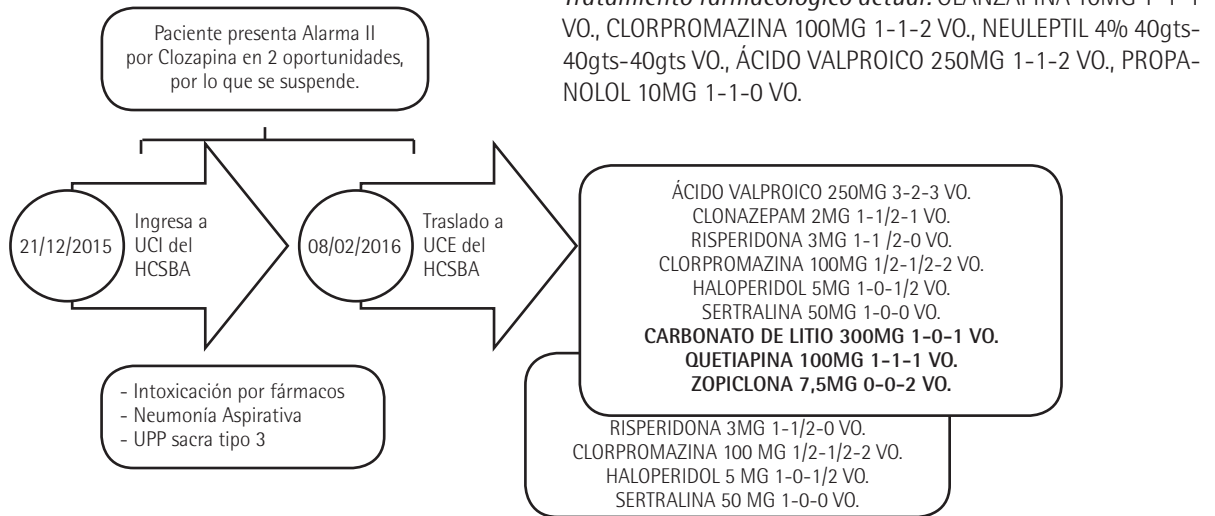 Tratamiento farmacológico actual: OLANZAPINA 10MG 1-1-1
VO., CLORPROMAZINA 100MG 1-1-2 VO., NEULEPTIL 4% 40gts-
40gts-40gts VO., ÁCIDO VALPROICO 250MG 1-1-2 VO., PROPA-
NOLOL 10MG 1-1-0 VO.
Paciente presenta Alarma II
por Clozapina en 2 oportunidades,
por lo que se suspende.
21/12/2015
Ingresa a
UCI del
HCSBA
08/02/2016
Traslado a
UCE del
HCSBA
- Intoxicación por fármacos
- Neumonía Aspirativa
- UPP sacra tipo 3
ÁCIDO VALPROICO 250MG 3-2-3 VO.
CLONAZEPAM 2MG 1-1/2-1 VO.
RISPERIDONA 3MG 1-1 /2-0 VO.
CLORPROMAZINA 100MG 1/2-1/2-2 VO.
HALOPERIDOL 5MG 1-0-1/2 VO.
SERTRALINA 50MG 1-0-0 VO.
CARBONATO DE LITIO 300MG 1-0-1 VO.
QUETIAPINA 100MG 1-1-1 VO.
ZOPICLONA 7,5MG 0-0-2 VO.
RISPERIDONA 3MG 1-1/2-0 VO.
CLORPROMAZINA 100 MG 1/2-1/2-2 VO.
HALOPERIDOL 5 MG 1-0-1/2 VO.
SERTRALINA 50 MG 1-0-0 VO.